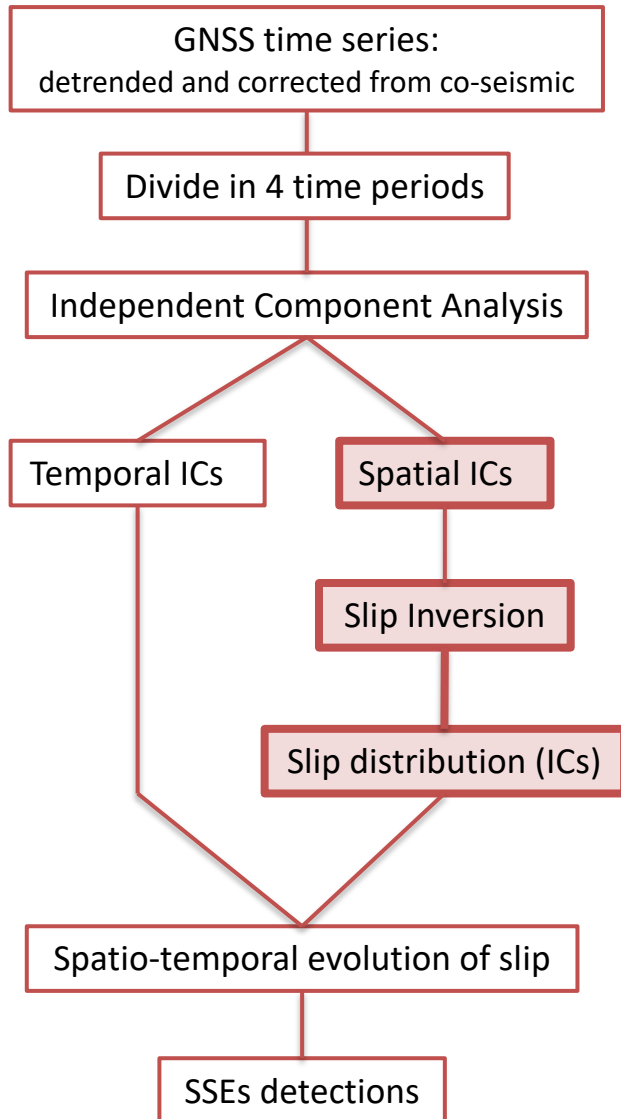 GNSS time series:
detrended and corrected from co-seismic
Divide in 4 time periods
Independent Component Analysis
Temporal ICs
Spatial ICs
Slip Inversion
Slip distribution (ICs)
Spatio-temporal evolution of slip
SSEs detections